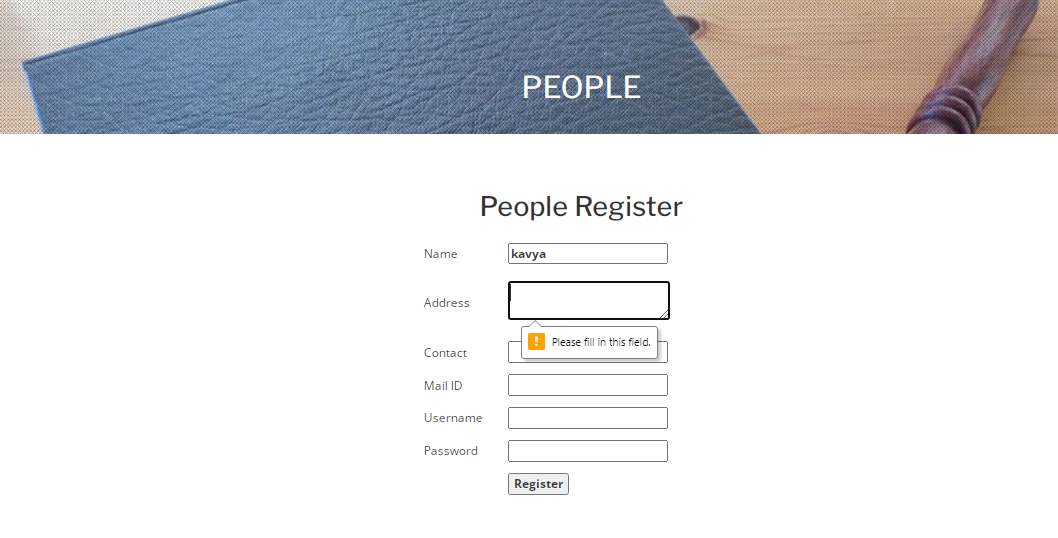 PEOPLE
People Register
Name kavya
Address
Please fill in this field.
Contact
Mail ID
Username
Password
Register